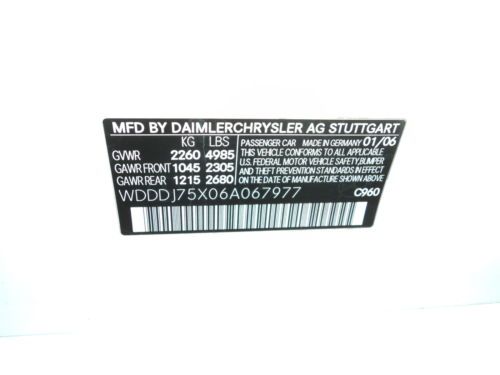 MFD BY DAIMLERCHRYSLER AG STUTTGART
KG LBS
GVWR 2260 4985
GAWR FRONT 1045 2305
GAWR REAR 1215 2680
PASSENGER CAR MADE IN GERMANY 01/06
THIS VEHICLE CONFORMS TO ALL APPLICABLE
U.S. FEDERAL MOTOR VEHICLE SAFETY, BUMPER
AND THEFT PREVENTION STANDARDS IN EFFECT
ON THE DATE OF MANUFACTURE SHOWN ABOVE
WDDDJ75X06A067977
C960